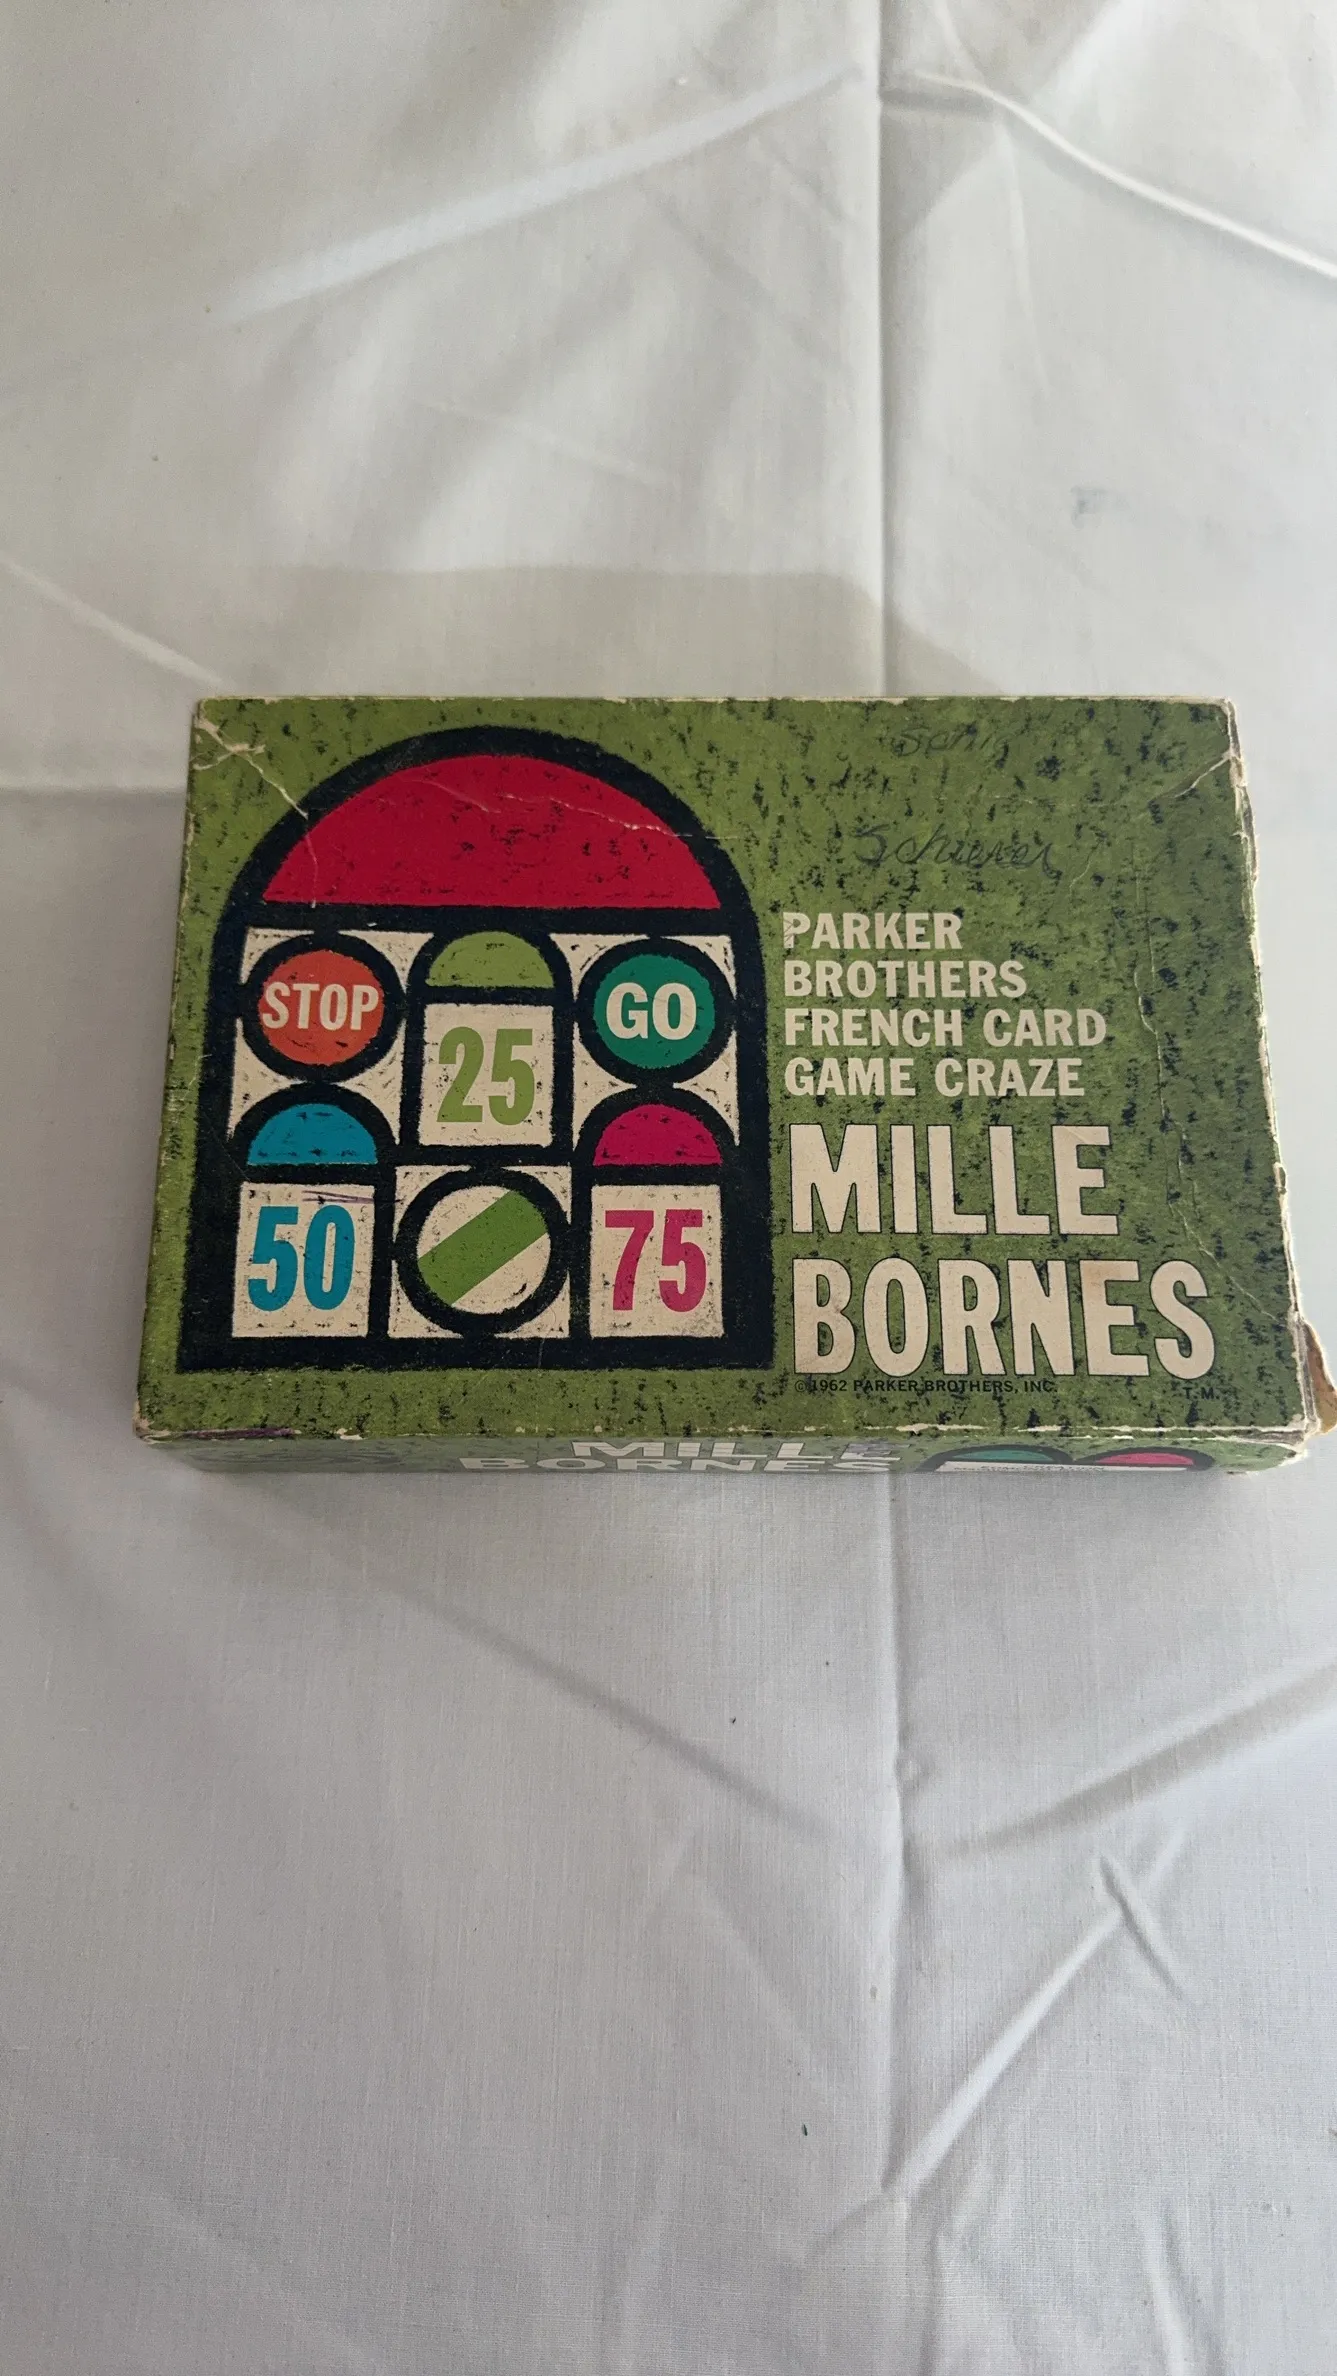 PARKER
BROTHERS
FRENCH CARD
GAME CRAZE
MILLE
BORNES
© 1962 PARKER BROTHERS, INC.
T.M.
STOP
25
GO
50
75
MILLE
BORNES